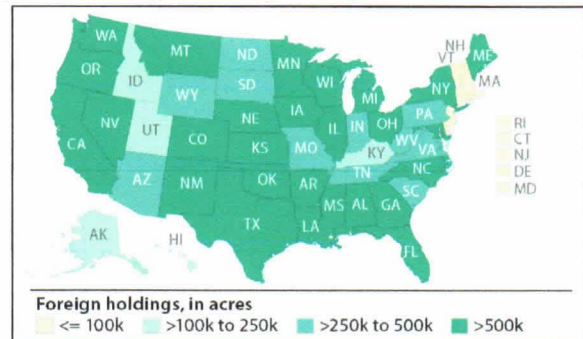 NH
WA
VT
ME
MT
ND
MN
OR
MA
ID
SD
WI
NY
WY
MI
RI
IA
PA
CT
NE
NV
IL
IN
OH
NJ
UT
CO
WV
DE
CA
KS
MO
VA
MD
KY
NC
TN
AZ
NM
OK
AR
SC
MS
AL
GA
TX
LA
AK
HI
FL
Foreign holdings, in acres
<= 100k >100k to 250k >250k to 500k >500k